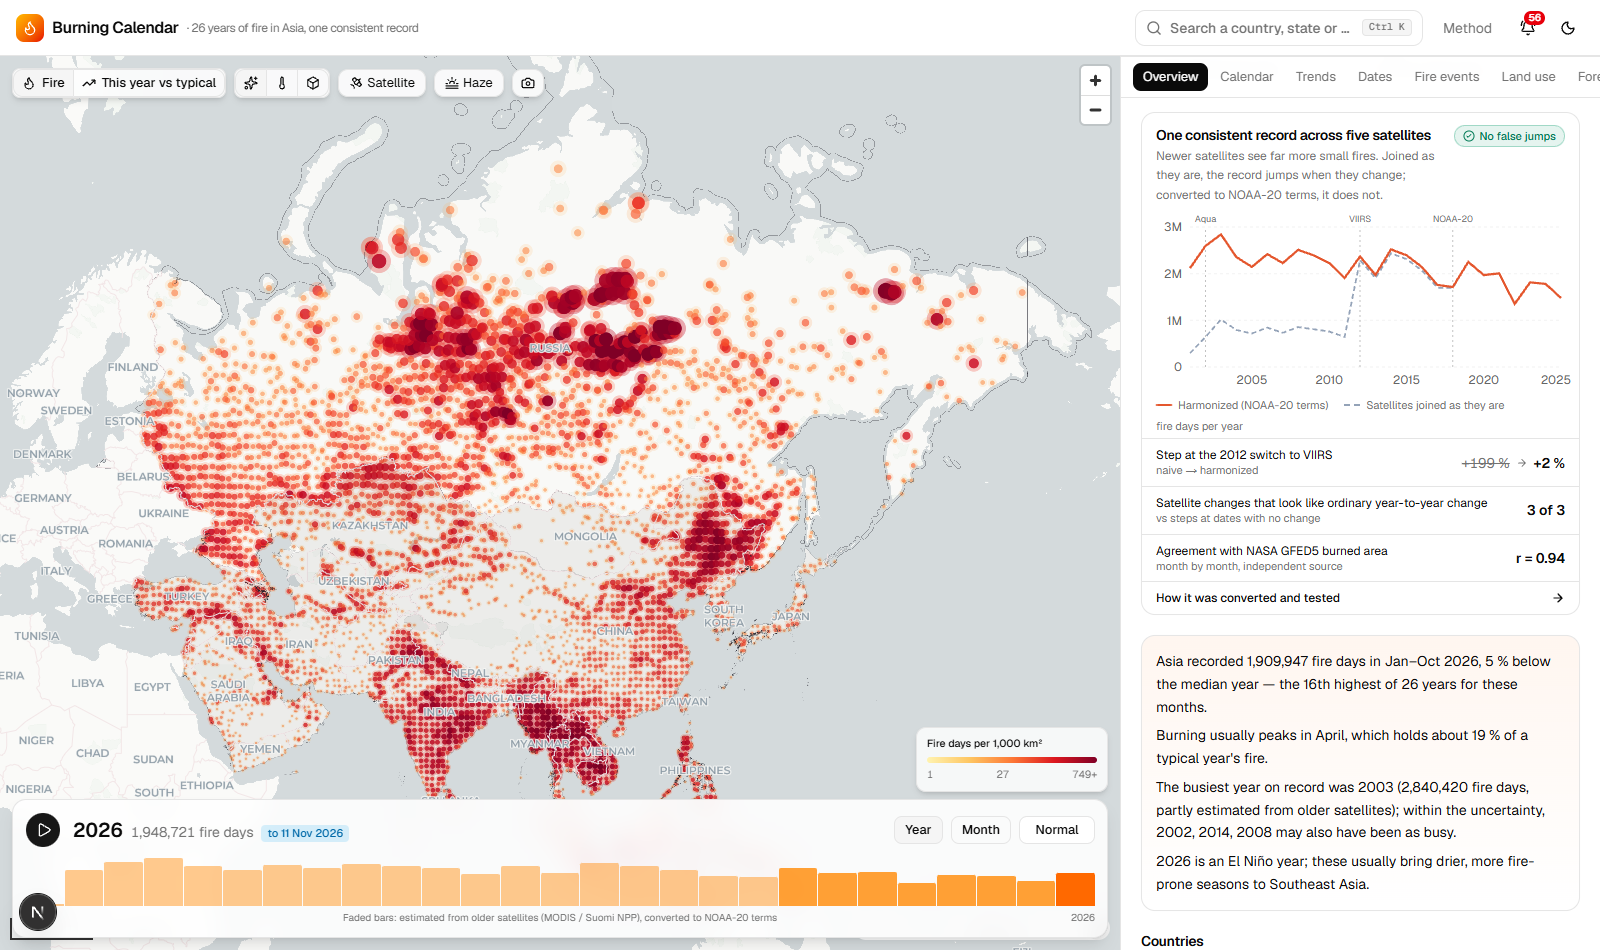 Burning Calendar · 26 years of fire in Asia, one consistent record
Search a country, state or ... Ctrl K
Method
56
Fire
This year vs typical
Satellite
Haze
+
−
Overview Calendar Trends Dates Fire events Land use Fore
One consistent record across five satellites
No false jumps
Newer satellites see far more small fires. Joined as
they are, the record jumps when they change;
converted to NOAA-20 terms, it does not.
Aqua VIIRS NOAA-20
3M
2M
1M
0
2005 2010 2015 2020 2025
Harmonized (NOAA-20 terms) Satellites joined as they are
fire days per year
Step at the 2012 switch to VIIRS
naive → harmonized
+199 % → +2 %
Satellite changes that look like ordinary year-to-year change
vs steps at dates with no change
3 of 3
Agreement with NASA GFED5 burned area
month by month, independent source
r = 0.94
How it was converted and tested →
Asia recorded 1,909,947 fire days in Jan–Oct 2026, 5 % below
the median year — the 16th highest of 26 years for these
months.
Burning usually peaks in April, which holds about 19 % of a
typical year's fire.
The busiest year on record was 2003 (2,840,420 fire days,
partly estimated from older satellites); within the uncertainty,
2002, 2014, 2008 may also have been as busy.
2026 is an El Niño year; these usually bring drier, more fire-
prone seasons to Southeast Asia.
Countries
RUSSIA
FINLAND
NORWAY
SWEDEN
ESTONIA
DENMARK
BELARUS
GERMANY
UKRAINE
AUSTRIA
ROMANIA
ITALY
GREECE
TURKEY
KAZAKHSTAN
MONGOLIA
UZBEKISTAN
SOUTH
KOREA
JAPAN
CHINA
TUNISIA
IRAQ
IRAN
PAKISTAN
NEPAL
LIBYA
EGYPT
SAUDI
ARABIA
BANGLADESH
INDIA
TAIWAN
NIGER
CHAD
SUDAN
YEMEN
MYANMAR
VIETNAM
PHILIPPINES
NIGERIA
SOUTH
ETHIOPIA
Fire days per 1,000 km²
1 27 749+
2026 1,948,721 fire days to 11 Nov 2026
Year Month Normal
N
Faded bars: estimated from older satellites (MODIS / Suomi NPP), converted to NOAA-20 terms
2026